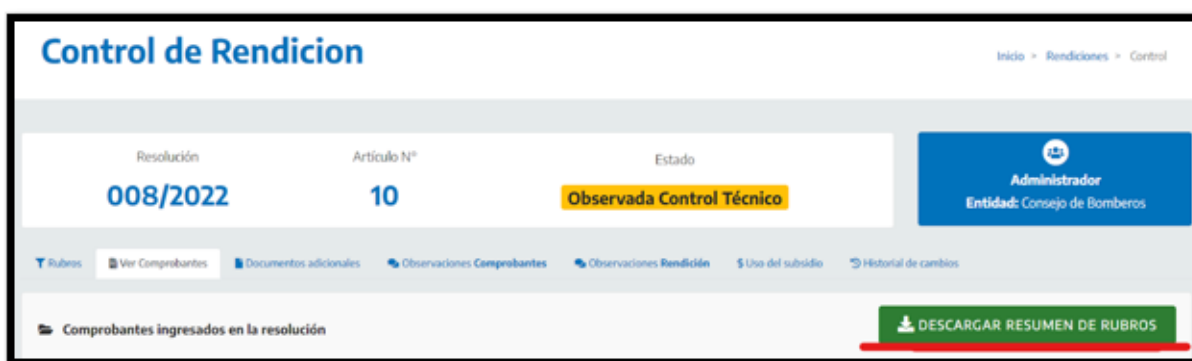 Control de Rendicion
Inicio > Rendiciones > Control
Resolución
Artículo N°
Estado
008/2022
10
Observada Control Técnico
Administrador
Entidad: Consejo de Bomberos
Rubros
Ver Comprobantes
Documentos adicionales
Observaciones Comprobantes
Observaciones Rendición
$ Uso del subsidio
Historial de cambios
Comprobantes ingresados en la resolución
DESCARGAR RESUMEN DE RUBROS